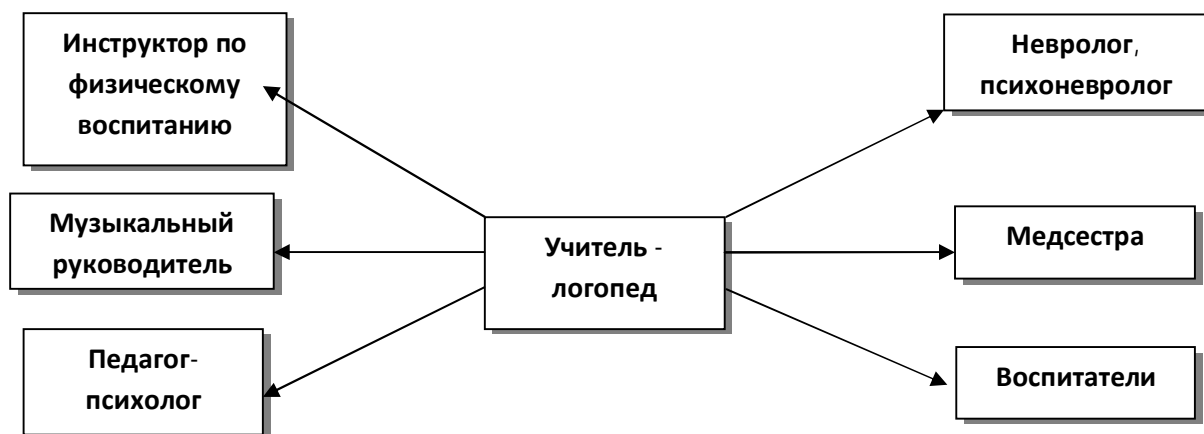 Инструктор по
физическому
воспитанию
Невролог,
психоневролог
Музыкальный
руководитель
Учитель -
логопед
Медсестра
Педагог-
психолог
Воспитатели